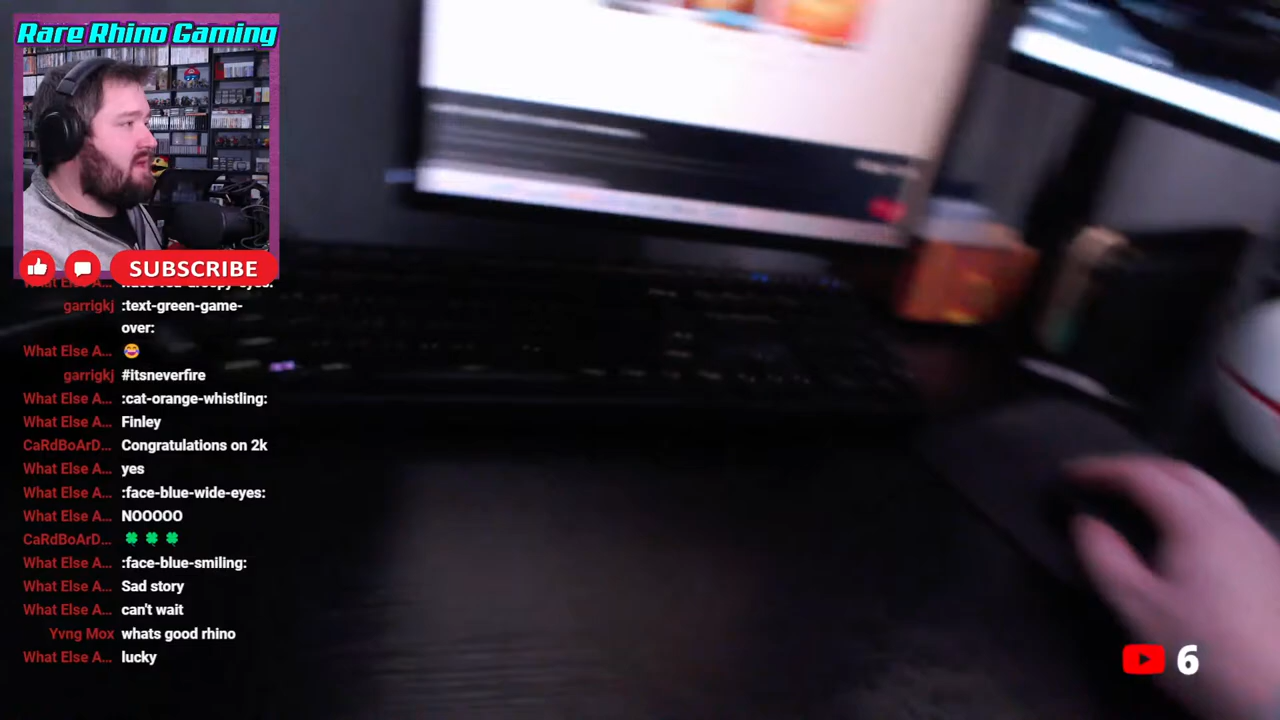 Rare Rhino Gaming
SUBSCRIBE
garrigkj :text-green-game-
over:
What Else A... 😂
garrigkj #itsneverfire
What Else A... :cat-orange-whistling:
What Else A... Finley
CaRdBoArD... Congratulations on 2k
What Else A... yes
What Else A... :face-blue-wide-eyes:
What Else A... NOOOOO
CaRdBoArD... 🍀 🍀 🍀
What Else A... :face-blue-smiling:
What Else A... Sad story
What Else A... can't wait
Yvng Mox whats good rhino
What Else A... lucky
6